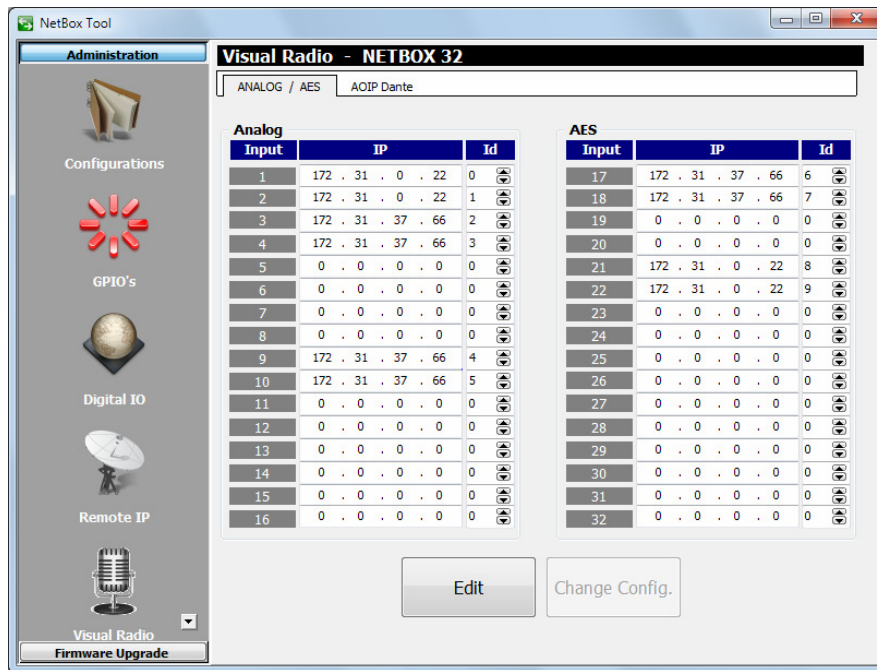 NetBox Tool
Administration
Configurations
GPIO's
Digital IO
Remote IP
Visual Radio
Firmware Upgrade
Visual Radio - NETBOX 32
ANALOG / AES AOIP Dante
Analog
Input IP Id
1 172 . 31 . 0 . 22 0
2 172 . 31 . 0 . 22 1
3 172 . 31 . 37 . 66 2
4 172 . 31 . 37 . 66 3
5 0 . 0 . 0 . 0 0
6 0 . 0 . 0 . 0 0
7 0 . 0 . 0 . 0 0
8 0 . 0 . 0 . 0 0
9 172 . 31 . 37 . 66 4
10 172 . 31 . 37 . 66 5
11 0 . 0 . 0 . 0 0
12 0 . 0 . 0 . 0 0
13 0 . 0 . 0 . 0 0
14 0 . 0 . 0 . 0 0
15 0 . 0 . 0 . 0 0
16 0 . 0 . 0 . 0 0
AES
Input IP Id
17 172 . 31 . 37 . 66 6
18 172 . 31 . 37 . 66 7
19 0 . 0 . 0 . 0 0
20 0 . 0 . 0 . 0 0
21 172 . 31 . 0 . 22 8
22 172 . 31 . 0 . 22 9
23 0 . 0 . 0 . 0 0
24 0 . 0 . 0 . 0 0
25 0 . 0 . 0 . 0 0
26 0 . 0 . 0 . 0 0
27 0 . 0 . 0 . 0 0
28 0 . 0 . 0 . 0 0
29 0 . 0 . 0 . 0 0
30 0 . 0 . 0 . 0 0
31 0 . 0 . 0 . 0 0
32 0 . 0 . 0 . 0 0
Edit
Change Config.